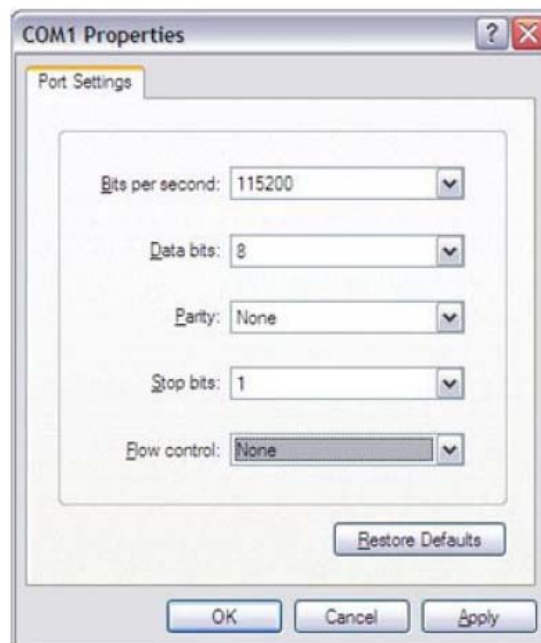 COM1 Properties
Port Settings
Bits per second: 115200
Data bits: 8
Parity: None
Stop bits: 1
Flow control: None
Restore Defaults
OK Cancel Apply